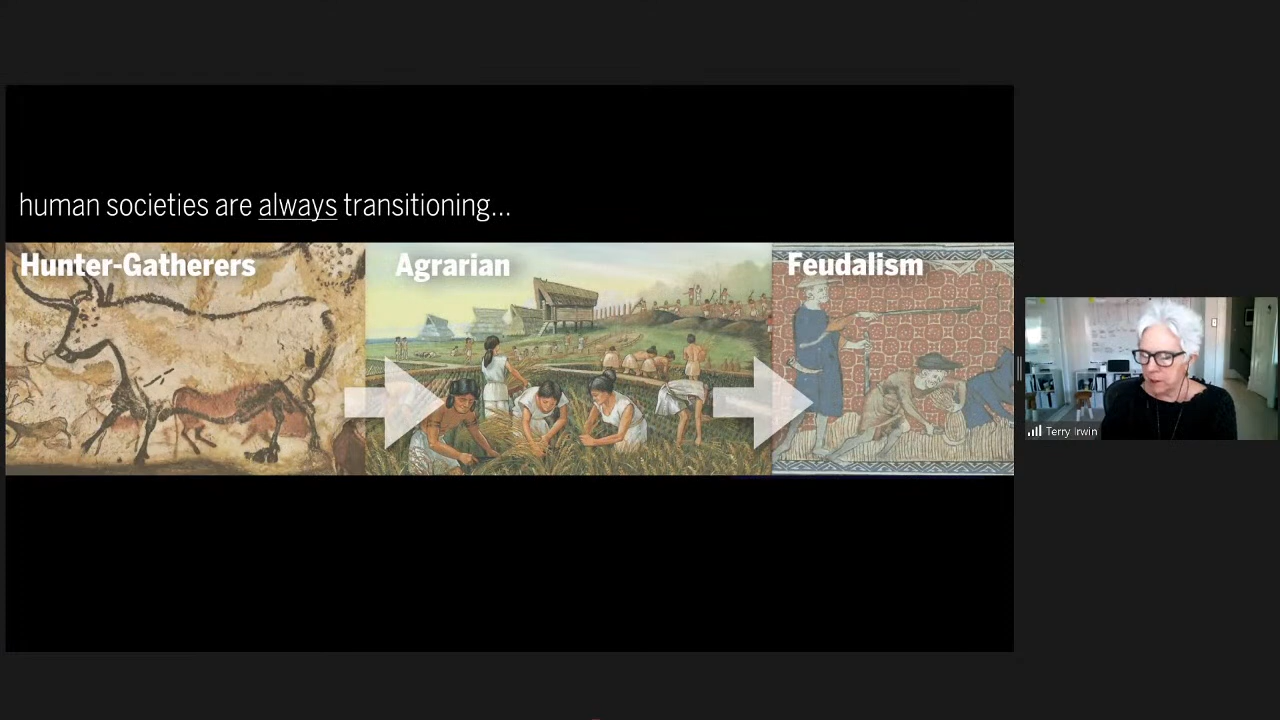 human societies are always transitioning...
Hunter-Gatherers
Agrarian
Feudalism
Terry Irwin